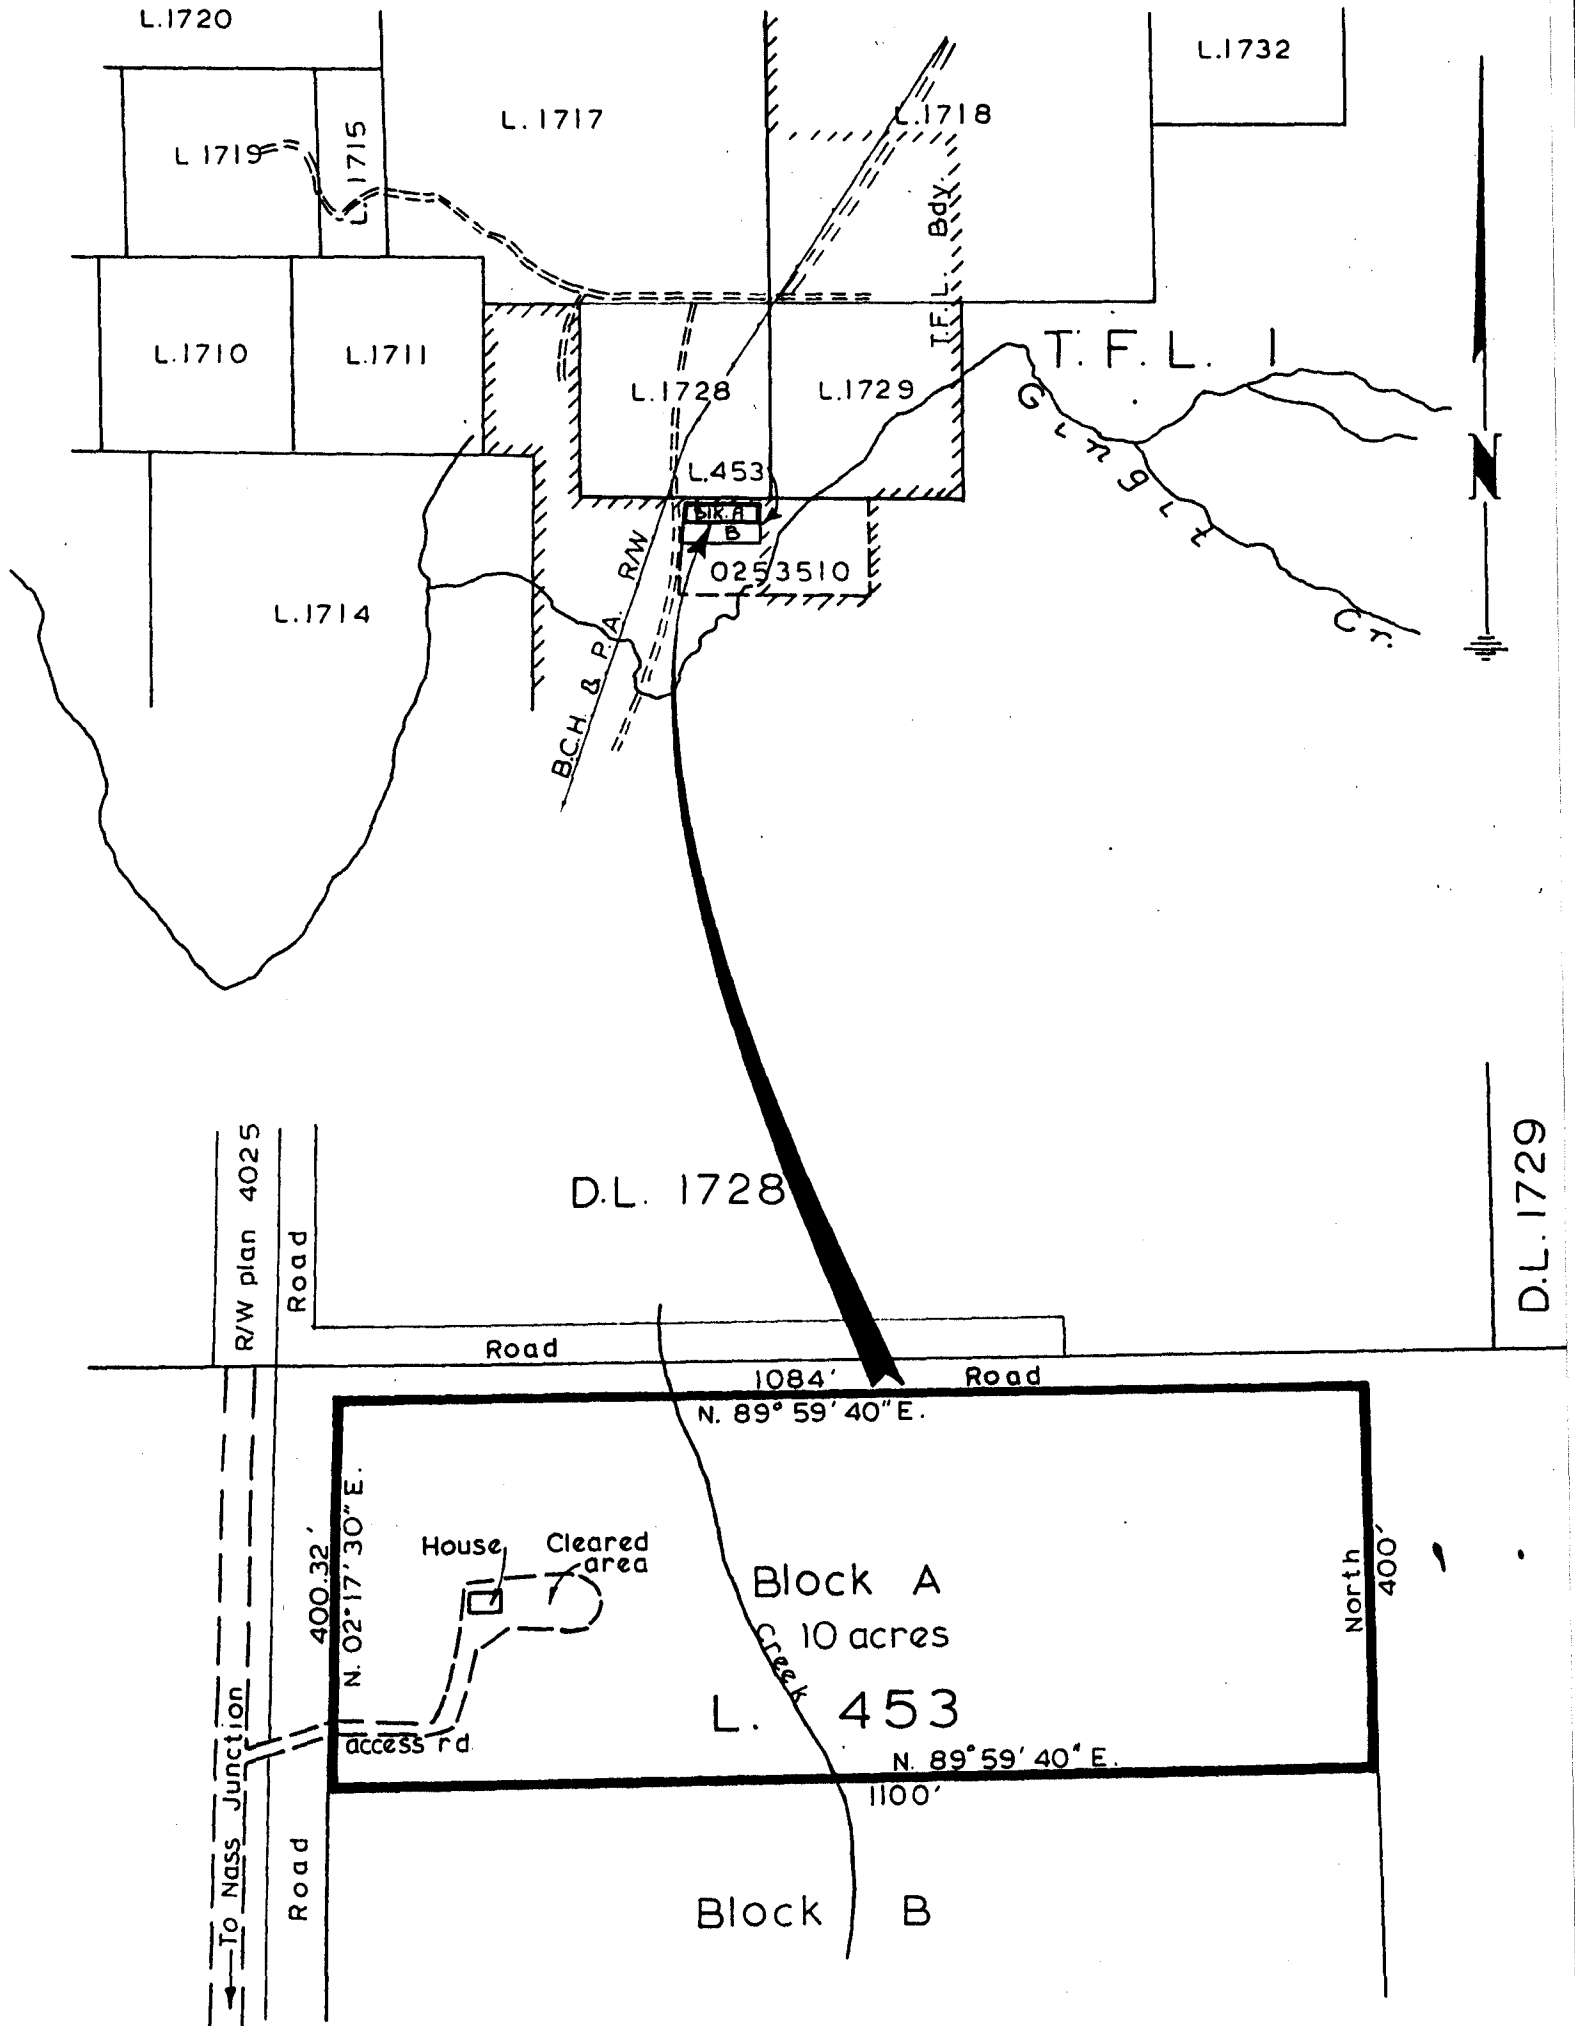 L.1720
L.1732
L. 1717
L.1718
L 1719
L. 1715
T.F.L. Bdy.
L.1710
L.1711
L.1728
L.1729
T. F. L. 1
L.453
Blk. A
B
0253510
N
L.1714
B.C.H. & P.A. R/W
Cr.
R/W plan 4025
Road
D.L. 1728
D.L. 1729
Road
1084'
Road
N. 89° 59' 40" E.
400.32'
N. 02° 17' 30" E.
House
Cleared
area
Block A
10 acres
Creek
L. 453
North
400'
access rd.
N. 89° 59' 40" E.
1100'
To Nass Junction
Road
Block B